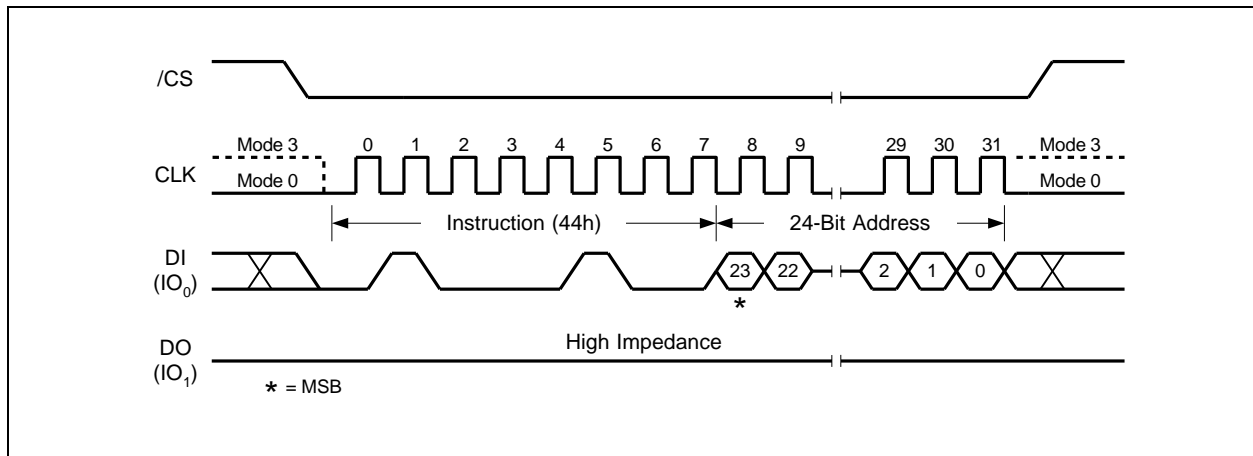 /CS
Mode 3 0 1 2 3 4 5 6 7 8 9 29 30 31 Mode 3
CLK
Mode 0 Mode 0
Instruction (44h) 24-Bit Address
DI
(IO0)
23 22 2 1 0
*
High Impedance
DO
(IO1)
* = MSB